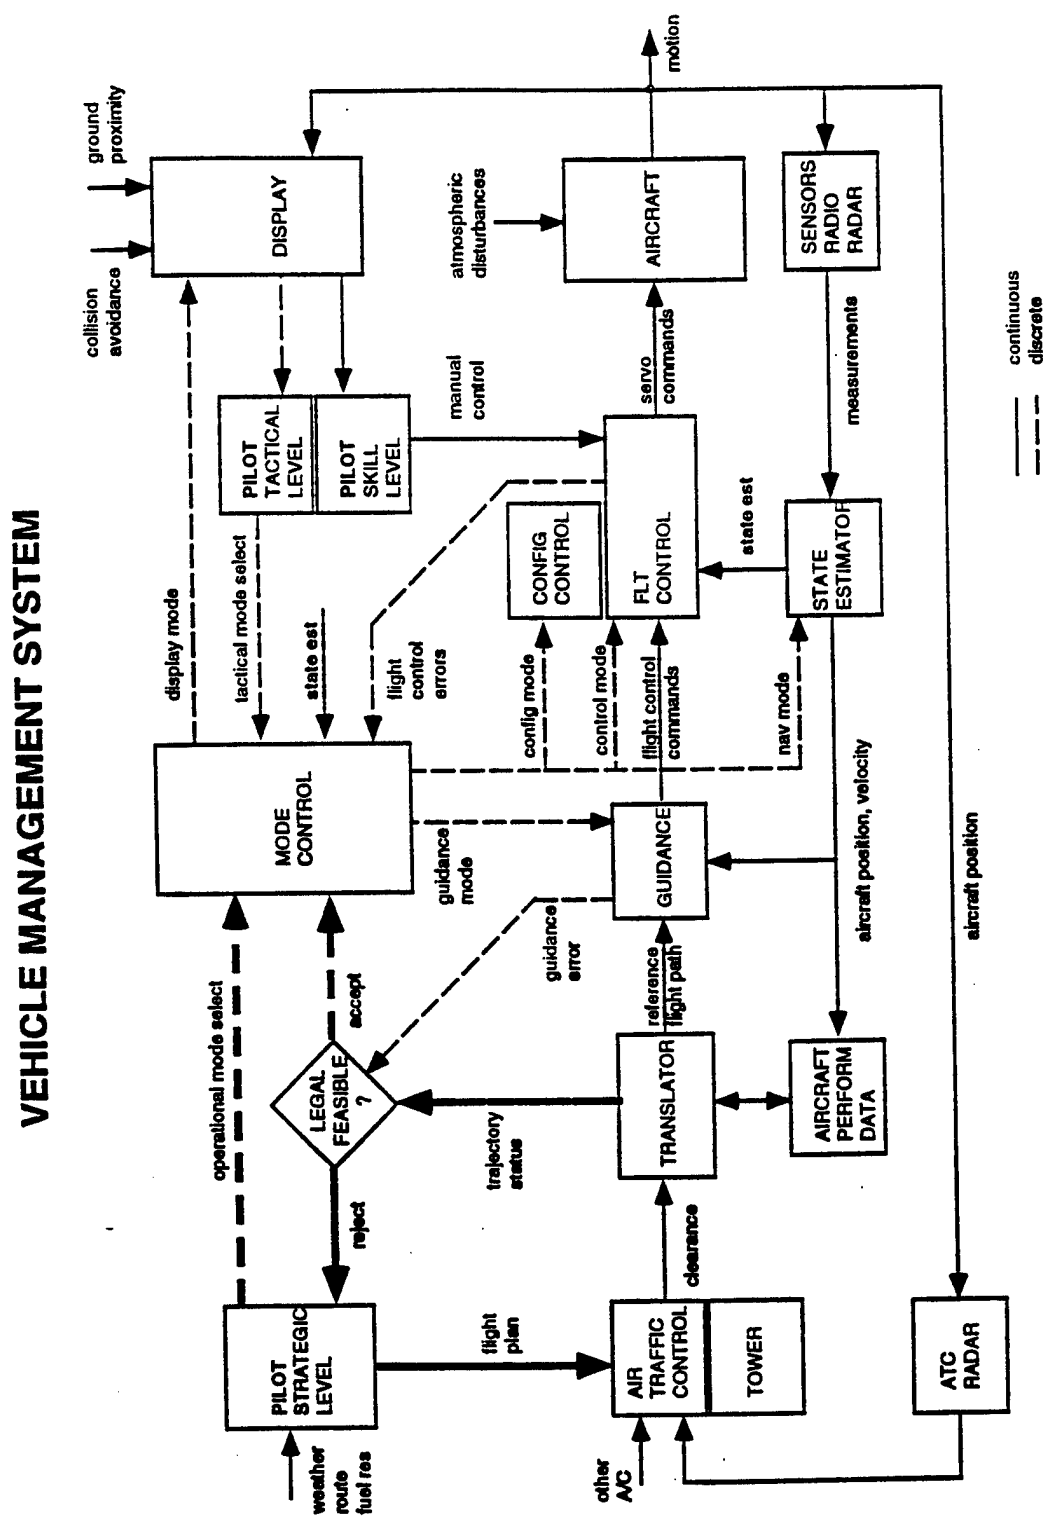 VEHICLE MANAGEMENT SYSTEM
collision
avoidance
ground
proximity
display mode
DISPLAY
operational mode select
tactical mode select
PILOT
TACTICAL
LEVEL
PILOT
SKILL
LEVEL
weather
route
fuel res
PILOT
STRATEGIC
LEVEL
reject
LEGAL
FEASIBLE
?
accept
MODE
CONTROL
state est
flight
control
errors
manual
control
atmospheric
disturbances
flight
plan
trajectory
status
guidance
mode
guidance
error
config mode
CONFIG
CONTROL
control mode
other
A/C
AIR
TRAFFIC
CONTROL
TOWER
clearance
TRANSLATOR
reference
flight path
GUIDANCE
flight control
commands
FLT
CONTROL
servo
commands
AIRCRAFT
motion
state est
nav mode
AIRCRAFT
PERFORM
DATA
STATE
ESTIMATOR
measurements
SENSORS
RADIO
RADAR
aircraft position, velocity
ATC
RADAR
aircraft position
continuous
discrete